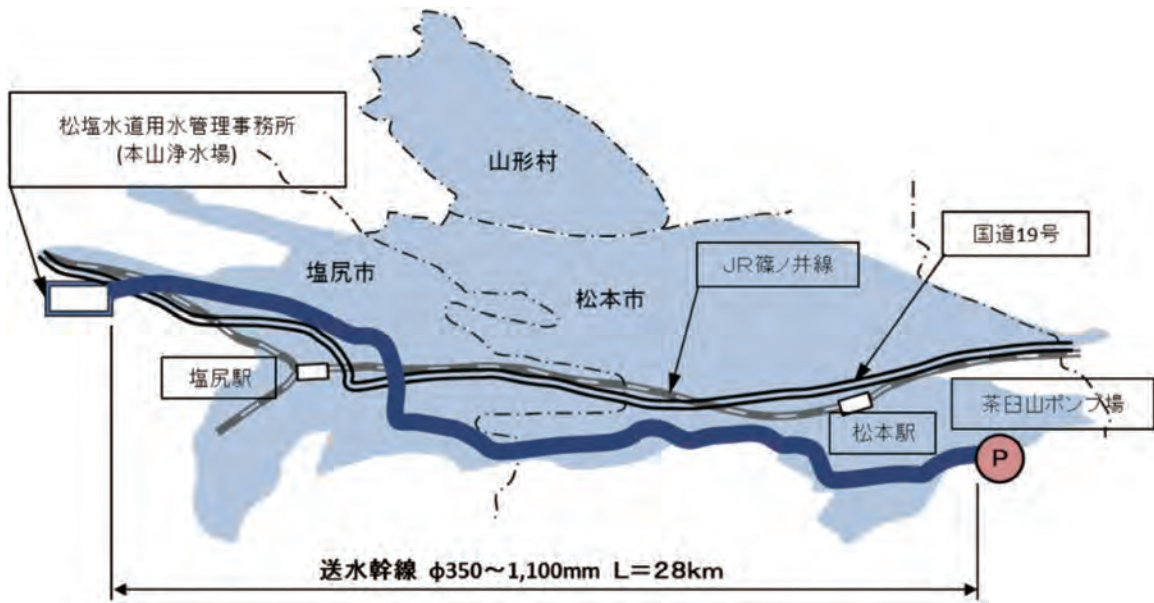 松塩水道用水管理事務所
(本山浄水場)
山形村
国道19号
JR篠ノ井線
塩尻市
松本市
塩尻駅
茶臼山ポンプ場
松本駅
P
送水幹線 φ350～1,100mm L=28km